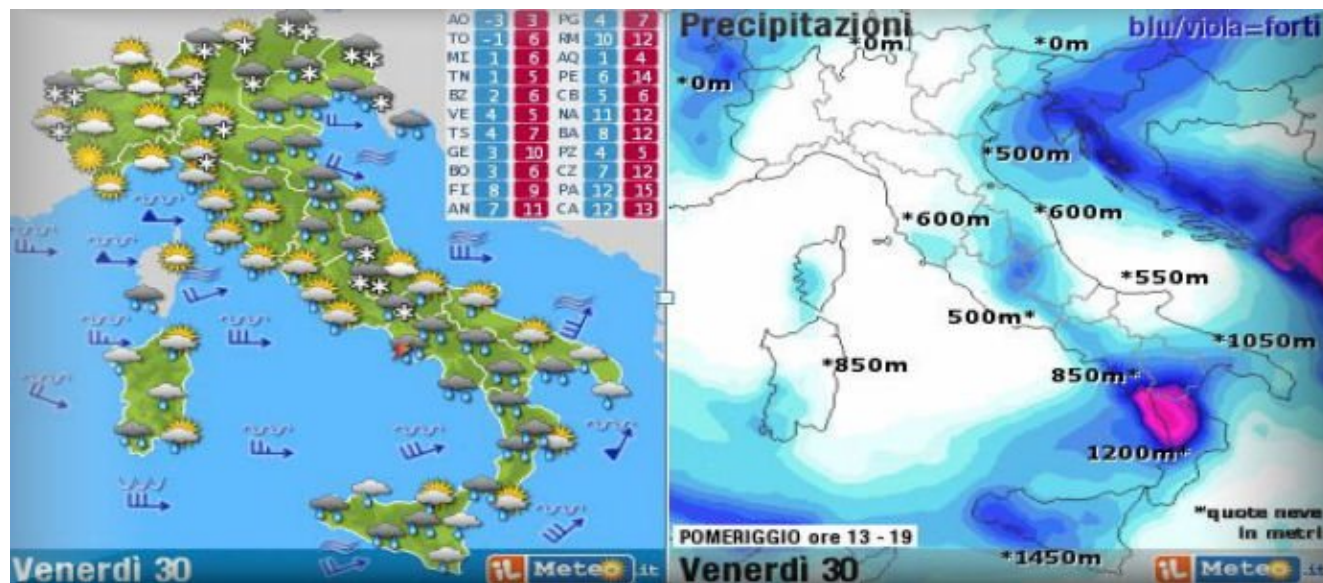 AO -3 3 PG 4 7
TO -1 6 RM 10 12
MI 1 6 AQ 1 4
TN 1 5 PE 6 14
BZ 2 6 CB 5 6
VE 4 5 NA 11 12
TS 4 7 BA 8 12
GE 3 10 PZ 4 5
BO 3 6 CZ 7 12
FI 8 9 PA 12 15
AN 7 11 CA 12 13
Venerdì 30
iL Meteo.it
Precipitazioni
blu/viola=forti
*0m
*0m
*0m
*500m
*600m
*600m
*550m
500m*
*1050m
*850m
850m*
1200m*
*quote neve
in metri
POMERIGGIO ore 13 - 19
*1450m
Venerdì 30
iL Meteo.it